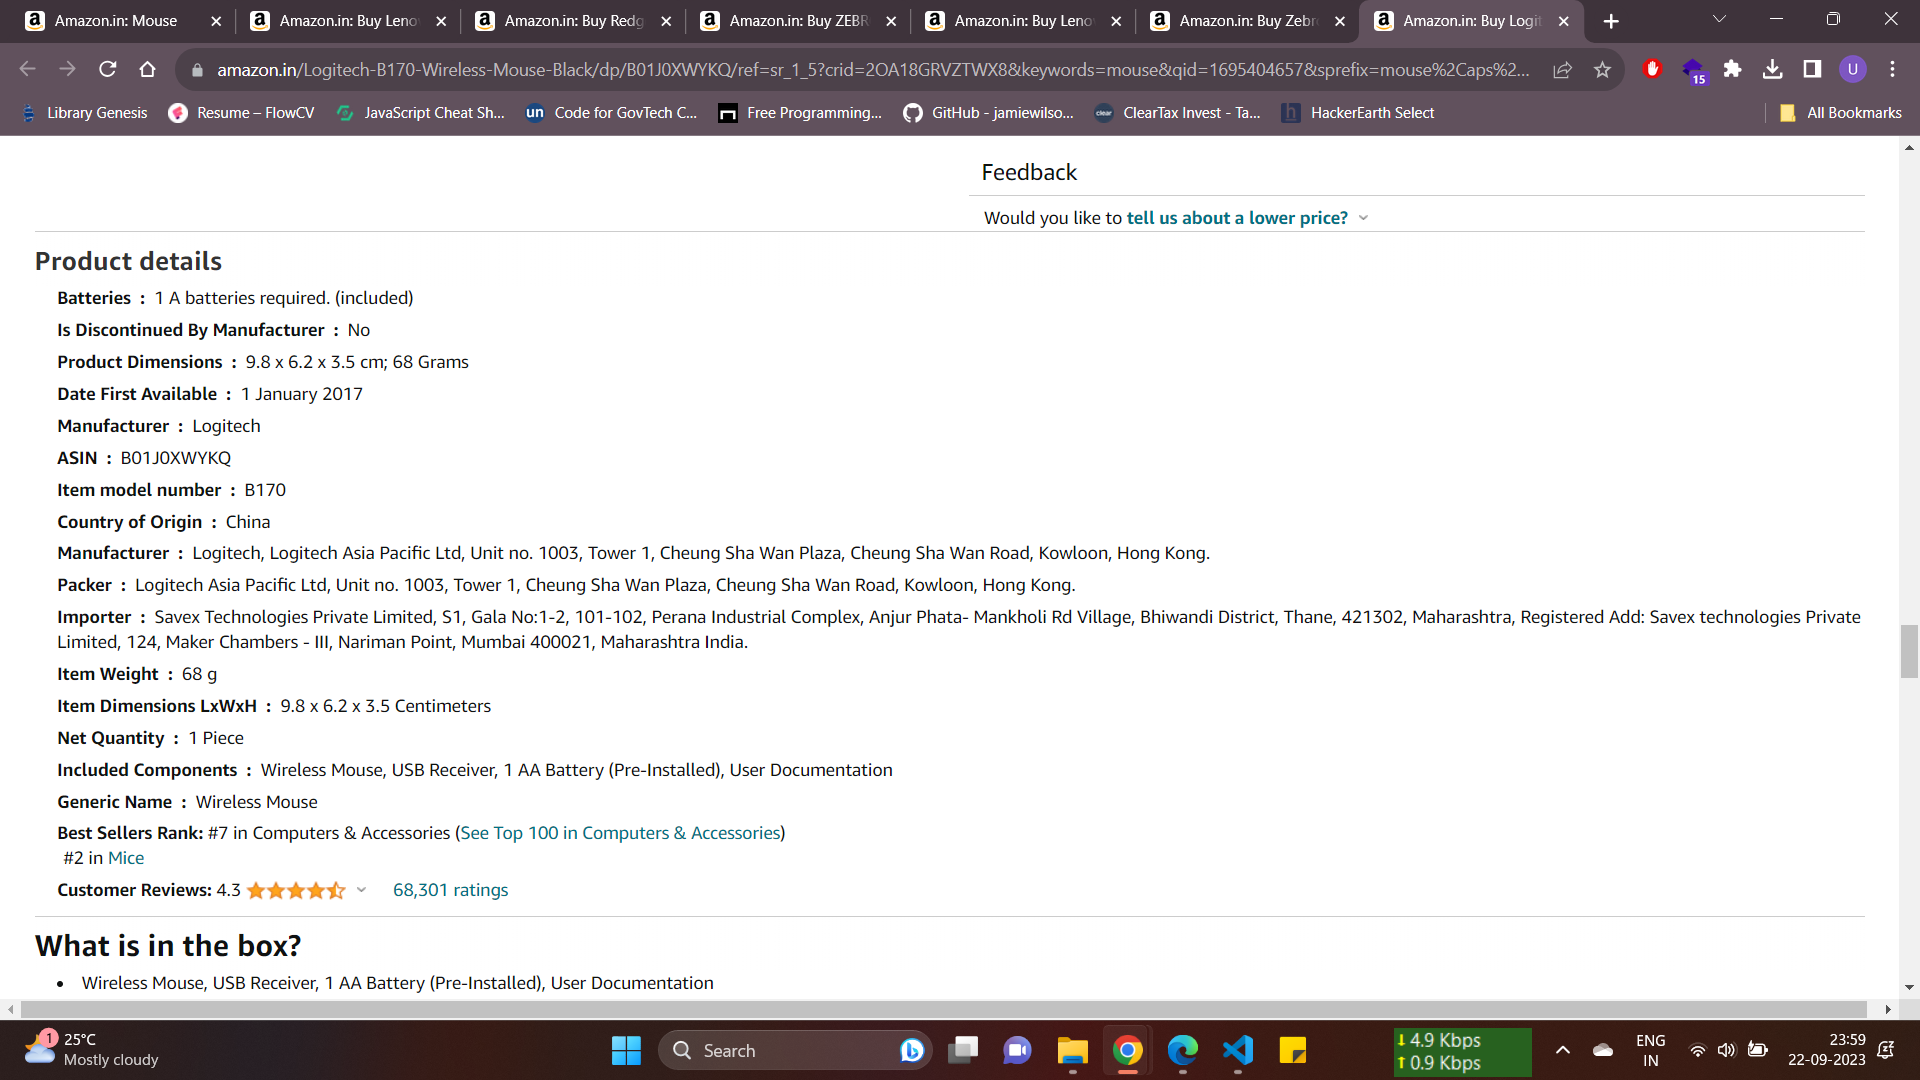 Amazon.in: Mouse
Amazon.in: Buy Leno
Amazon.in: Buy Redg
Amazon.in: Buy ZEBR
Amazon.in: Buy Leno
Amazon.in: Buy Zebr
Amazon.in: Buy Logit
amazon.in/Logitech-B170-Wireless-Mouse-Black/dp/B01J0XWYKQ/ref=sr_1_5?crid=2OA18GRVZTWX8&keywords=mouse&qid=1695404657&sprefix=mouse%2Caps%2...
15
U
Library Genesis
Resume – FlowCV
JavaScript Cheat Sh...
un Code for GovTech C...
Free Programming...
GitHub - jamiewilso...
clear ClearTax Invest - Ta...
h HackerEarth Select
All Bookmarks
Feedback
Would you like to tell us about a lower price?
Product details
Batteries : 1 A batteries required. (included)
Is Discontinued By Manufacturer : No
Product Dimensions : 9.8 x 6.2 x 3.5 cm; 68 Grams
Date First Available : 1 January 2017
Manufacturer : Logitech
ASIN : B01J0XWYKQ
Item model number : B170
Country of Origin : China
Manufacturer : Logitech, Logitech Asia Pacific Ltd, Unit no. 1003, Tower 1, Cheung Sha Wan Plaza, Cheung Sha Wan Road, Kowloon, Hong Kong.
Packer : Logitech Asia Pacific Ltd, Unit no. 1003, Tower 1, Cheung Sha Wan Plaza, Cheung Sha Wan Road, Kowloon, Hong Kong.
Importer : Savex Technologies Private Limited, S1, Gala No:1-2, 101-102, Perana Industrial Complex, Anjur Phata- Mankholi Rd Village, Bhiwandi District, Thane, 421302, Maharashtra, Registered Add: Savex technologies Private
Limited, 124, Maker Chambers - III, Nariman Point, Mumbai 400021, Maharashtra India.
Item Weight : 68 g
Item Dimensions LxWxH : 9.8 x 6.2 x 3.5 Centimeters
Net Quantity : 1 Piece
Included Components : Wireless Mouse, USB Receiver, 1 AA Battery (Pre-Installed), User Documentation
Generic Name : Wireless Mouse
Best Sellers Rank: #7 in Computers & Accessories (See Top 100 in Computers & Accessories)
#2 in Mice
Customer Reviews: 4.3 68,301 ratings
What is in the box?
• Wireless Mouse, USB Receiver, 1 AA Battery (Pre-Installed), User Documentation
1
25°C
Mostly cloudy
Search
4.9 Kbps
0.9 Kbps
ENG
IN
23:59
22-09-2023